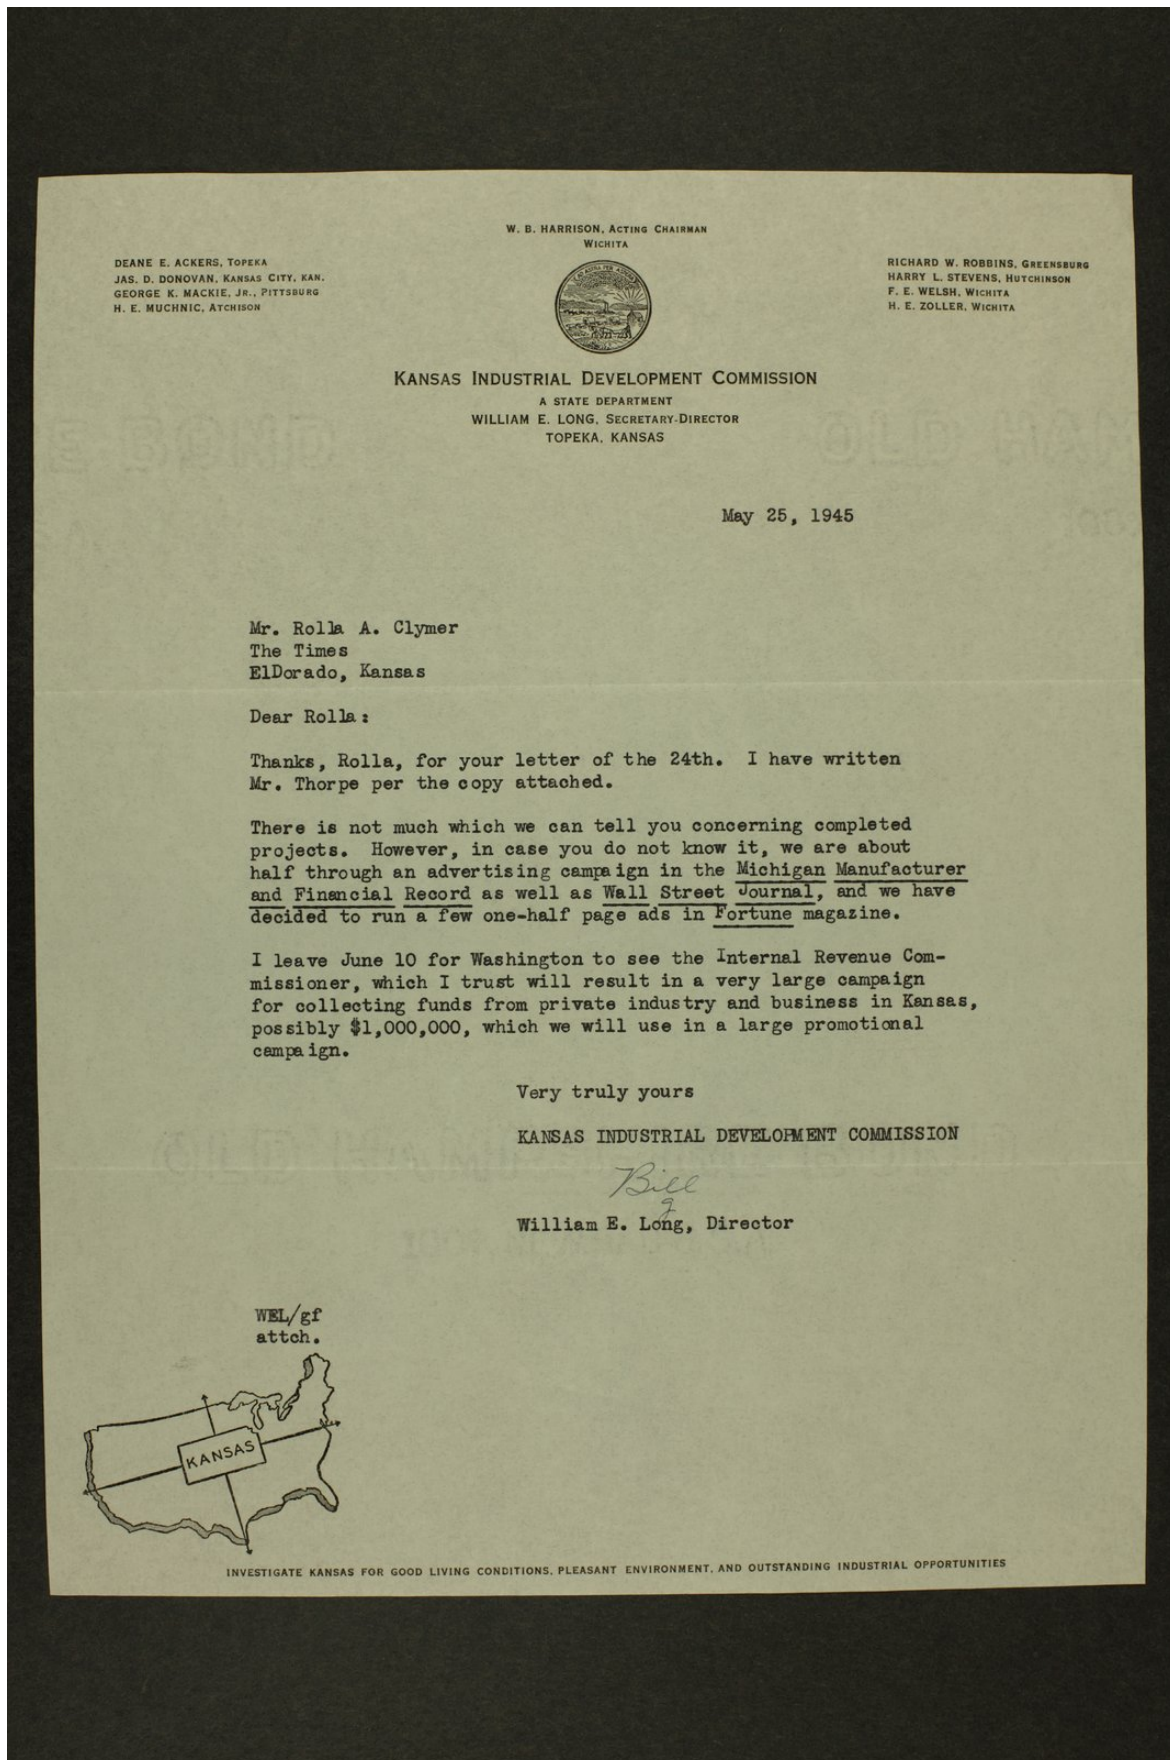 W. B. HARRISON, ACTING CHAIRMAN
WICHITA
DEANE E. ACKERS, TOPEKA
JAS. D. DONOVAN, KANSAS CITY, KAN.
GEORGE K. MACKIE, JR., PITTSBURG
H. E. MUCHNIC, ATCHISON
RICHARD W. ROBBINS, GREENSBURG
HARRY L. STEVENS, HUTCHINSON
F. E. WELSH, WICHITA
H. E. ZOLLER, WICHITA
KANSAS INDUSTRIAL DEVELOPMENT COMMISSION
A STATE DEPARTMENT
WILLIAM E. LONG, SECRETARY-DIRECTOR
TOPEKA, KANSAS
May 25, 1945
Mr. Rolla A. Clymer
The Times
ElDorado, Kansas
Dear Rolla:
Thanks, Rolla, for your letter of the 24th. I have written
Mr. Thorpe per the copy attached.
There is not much which we can tell you concerning completed
projects. However, in case you do not know it, we are about
half through an advertising campaign in the Michigan Manufacturer
and Financial Record as well as Wall Street Journal, and we have
decided to run a few one-half page ads in Fortune magazine.
I leave June 10 for Washington to see the Internal Revenue Com-
missioner, which I trust will result in a very large campaign
for collecting funds from private industry and business in Kansas,
possibly $1,000,000, which we will use in a large promotional
campaign.
Very truly yours
KANSAS INDUSTRIAL DEVELOPMENT COMMISSION
Bill
g
William E. Long, Director
WEL/gf
attch.
KANSAS
INVESTIGATE KANSAS FOR GOOD LIVING CONDITIONS, PLEASANT ENVIRONMENT, AND OUTSTANDING INDUSTRIAL OPPORTUNITIES